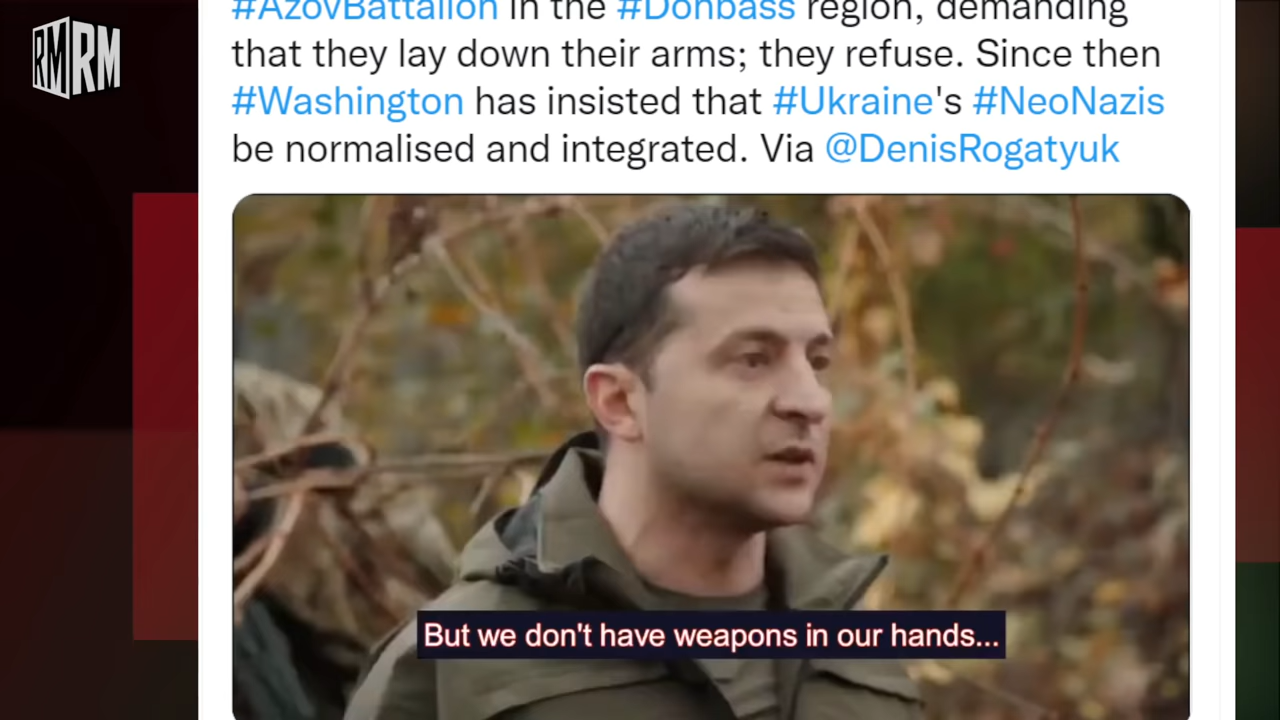 RMRM
#AzovBattalion in the #Donbass region, demanding
that they lay down their arms; they refuse. Since then
#Washington has insisted that #Ukraine's #NeoNazis
be normalised and integrated. Via @DenisRogatyuk
But we don't have weapons in our hands...